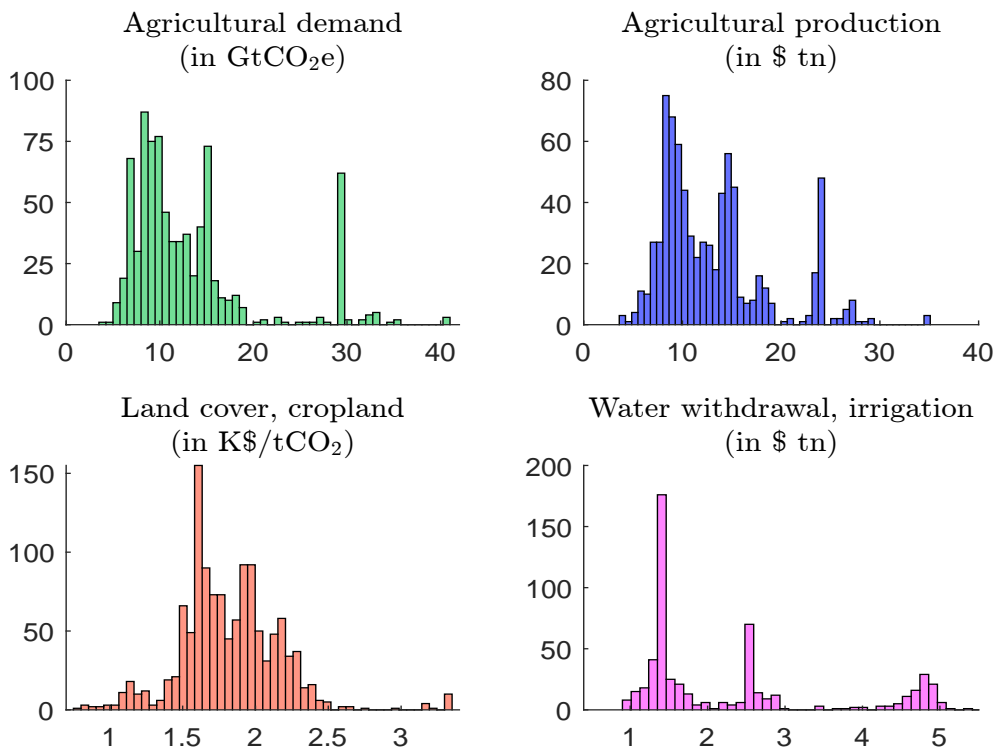 Agricultural demand
(in GtCO₂e)
100
75
50
25
0
0 10 20 30 40
Agricultural production
(in $ tn)
80
60
40
20
0
0 10 20 30 40
Land cover, cropland
(in K$/tCO₂)
150
100
50
0
1 1.5 2 2.5 3
Water withdrawal, irrigation
(in $ tn)
200
150
100
50
0
1 2 3 4 5